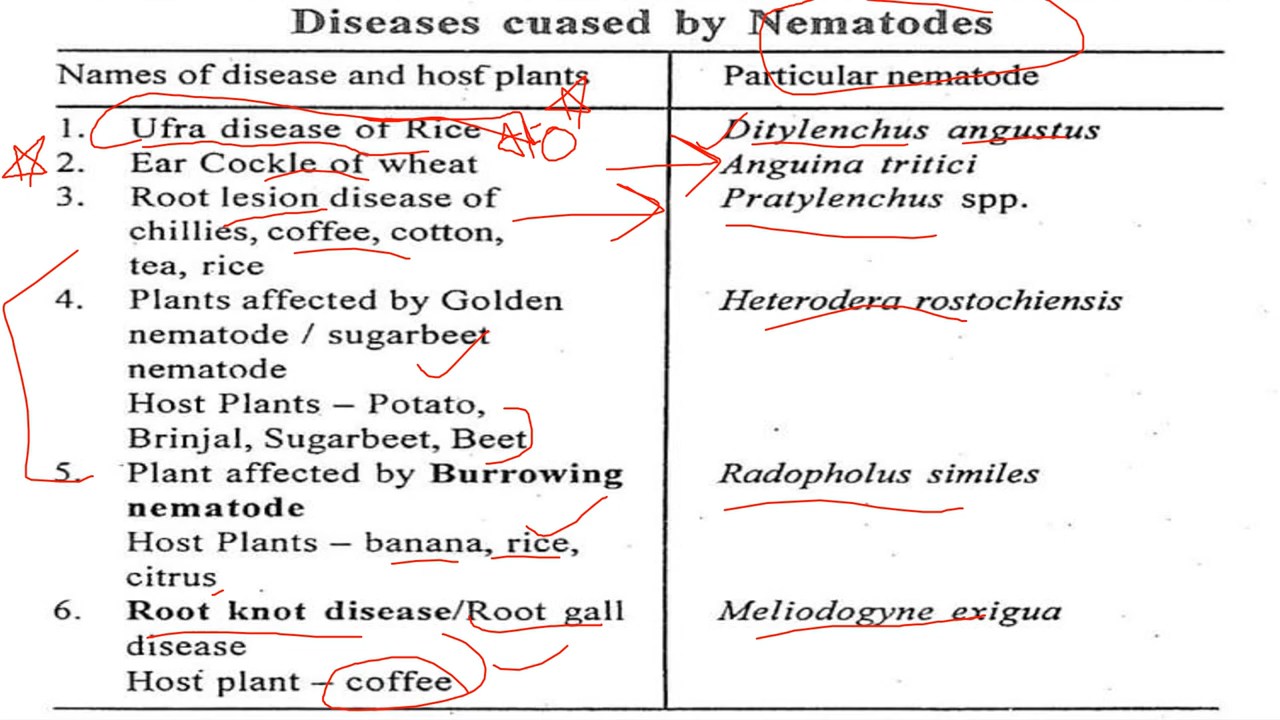 Diseases cuased by Nematodes
Names of disease and host plants Particular nematode
1. Ufra disease of Rice Ditylenchus angustus
2. Ear Cockle of wheat Anguina tritici
3. Root lesion disease of Pratylenchus spp.
chillies, coffee, cotton,
tea, rice
4. Plants affected by Golden Heterodera rostochiensis
nematode / sugarbeet
nematode
Host Plants – Potato,
Brinjal, Sugarbeet, Beet
5. Plant affected by Burrowing Radopholus similes
nematode
Host Plants – banana, rice,
citrus
6. Root knot disease/Root gall Meliodogyne exigua
disease
Host plant – coffee